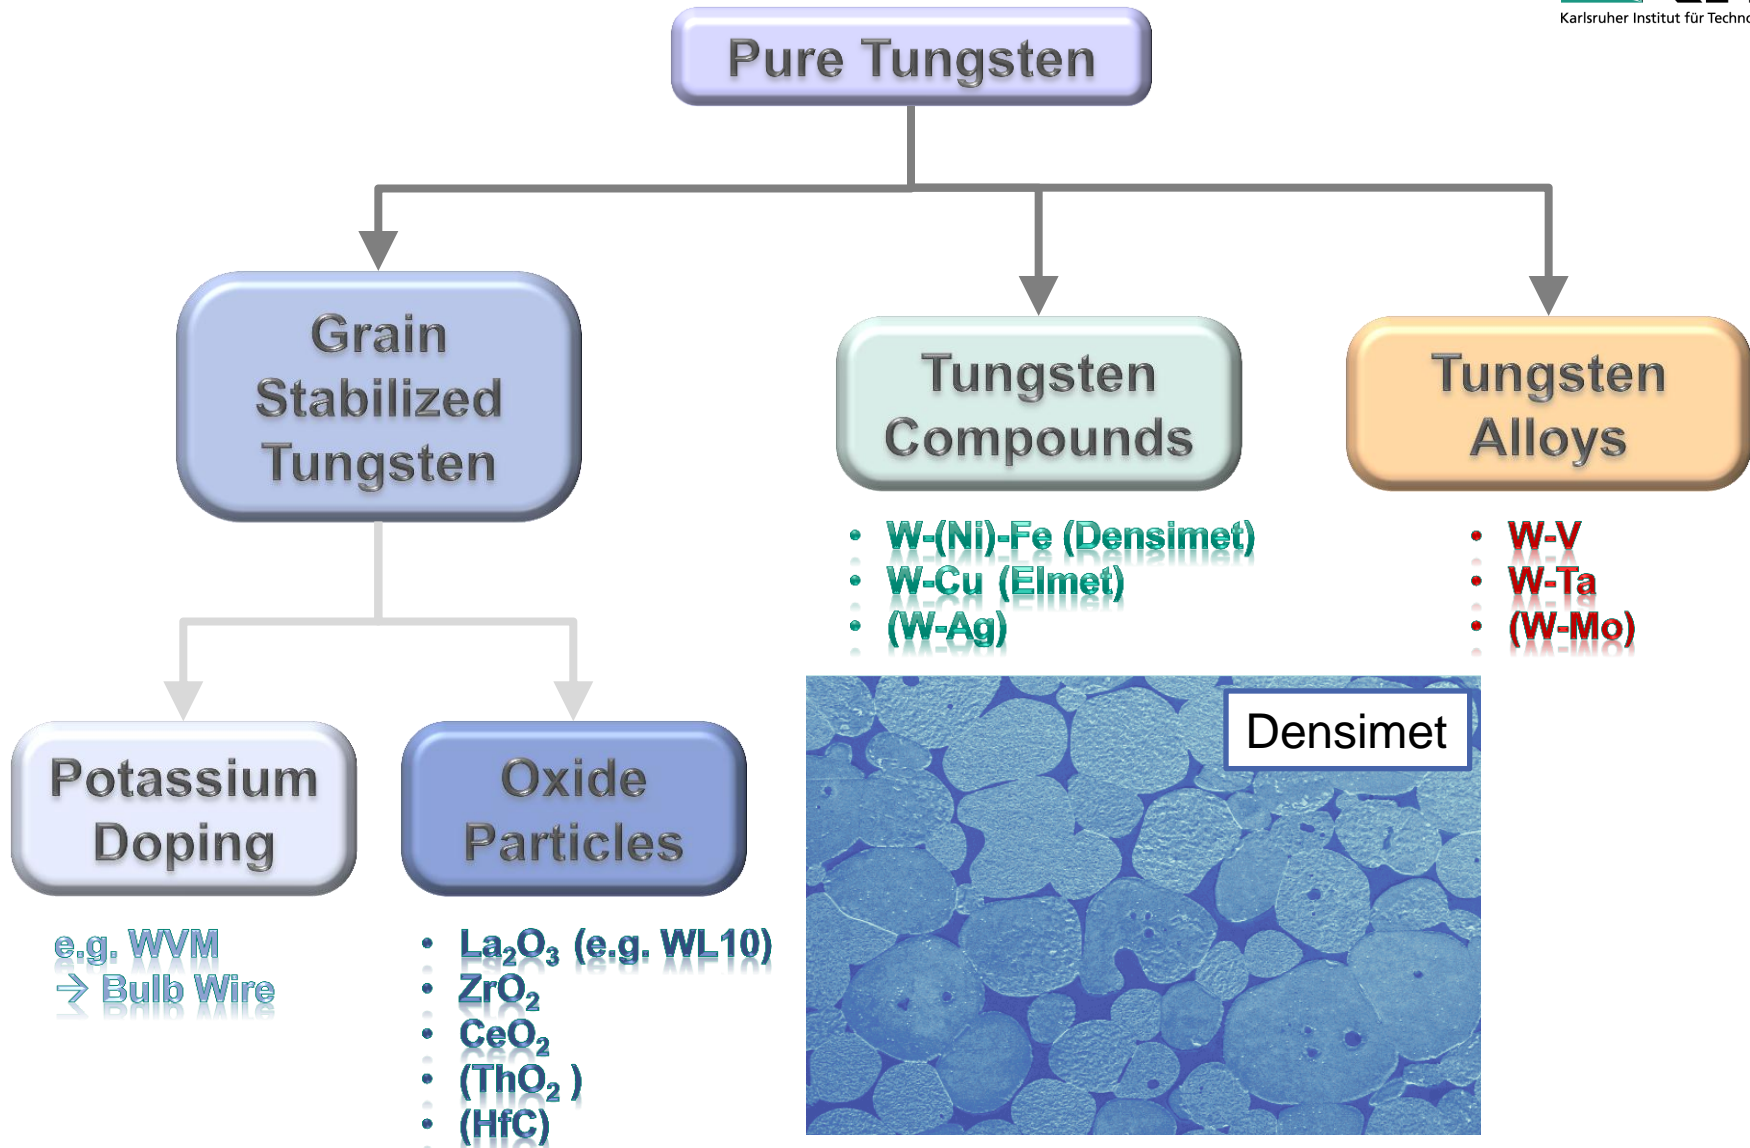 Karlsruher Institut für
Pure Tungsten
Grain
Stabilized
Tungsten
Tungsten
Compounds
Tungsten
Alloys
• W-(Ni)-Fe (Densimet)
• W-Cu (Elmet)
• (W-Ag)
• W-V
• W-Ta
• (W-Mo)
Densimet
Potassium
Doping
Oxide
Particles
e.g. WVM
→ Bulb Wire
• La₂O₃ (e.g. WL10)
• ZrO₂
• CeO₂
• (ThO₂ )
• (HfC)